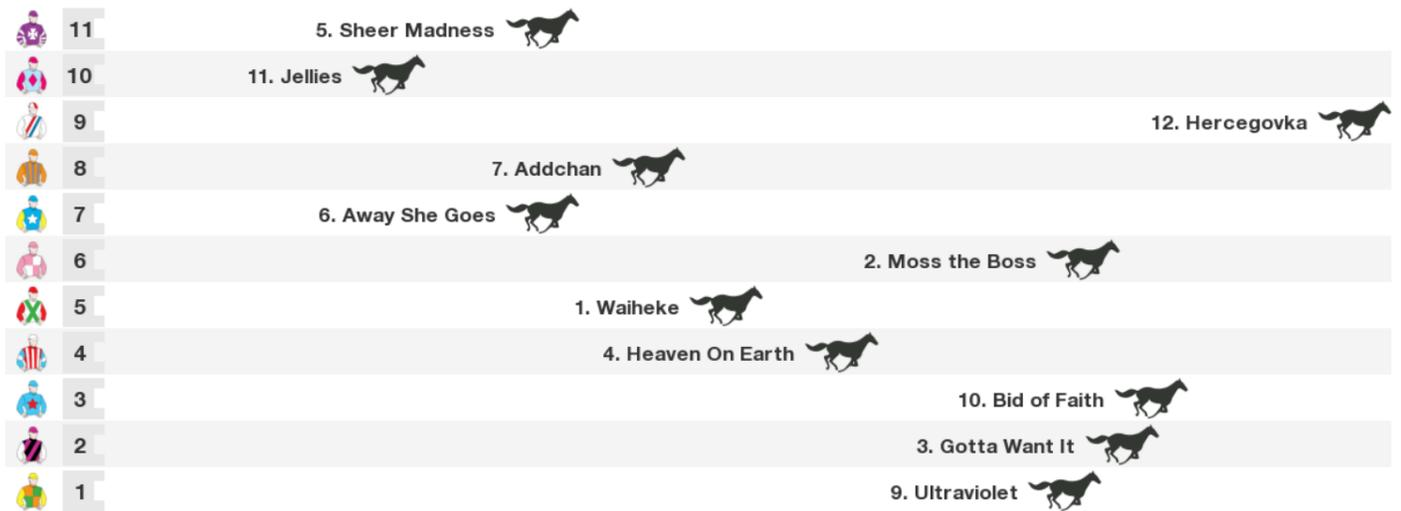 11 5. Sheer Madness
10 11. Jellies
9 12. Hercegovka
8 7. Addchan
7 6. Away She Goes
6 2. Moss the Boss
5 1. Waiheke
4 4. Heaven On Earth
3 10. Bid of Faith
2 3. Gotta Want It
1 9. Ultraviolet